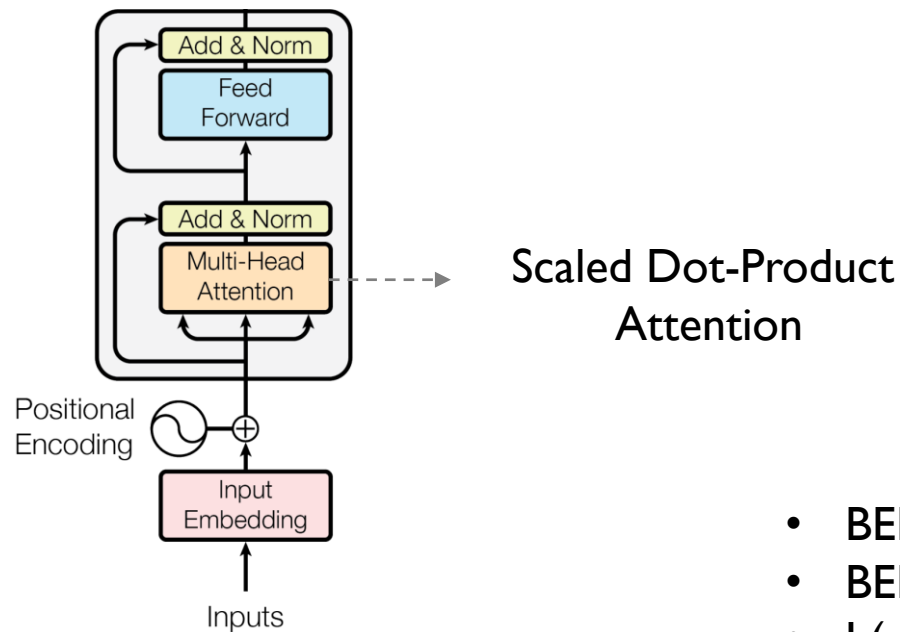 Add & Norm
Feed
Forward
Add & Norm
Multi-Head
Attention
Scaled Dot-Product
Attention
Positional
Encoding
Input
Embedding
Inputs